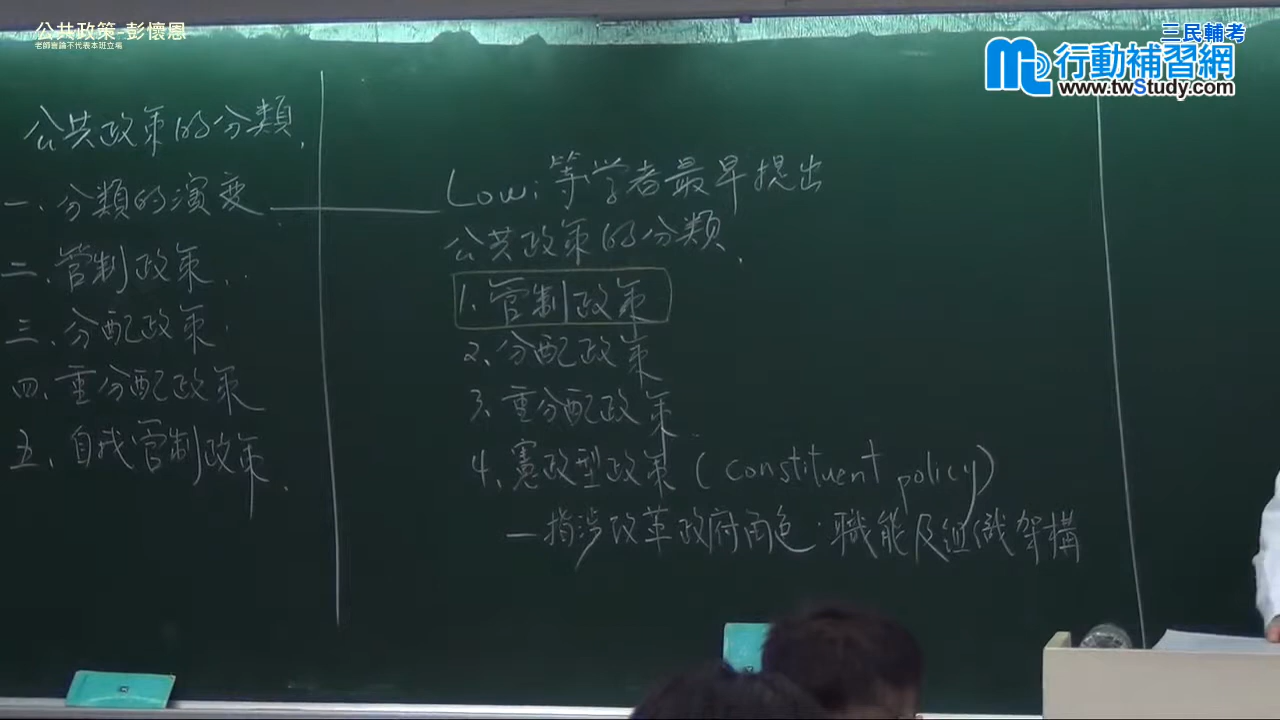 公共政策-彭懷恩
老師言論不代表本班立場
三民輔考
行動補習網
www.twStudy.com
公共政策的分類.
一、分類的演变
二、管制政策..
三、分配政策.
四、重分配政策
五、自我管制政策.
Lowi等学者最早提出
公共政策的分類.
1.管制政策
2、分配政策
3、重分配政策.
4、憲政型政策(constituent policy)
—指涉改革政府角色.職能及組織架構